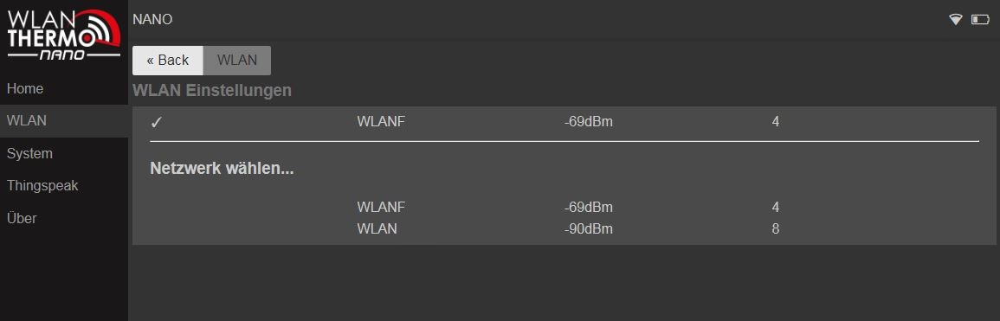 WLAN
THERMO
NANO
NANO
« Back WLAN
Home
WLAN
System
Thingspeak
Über
WLAN Einstellungen
✓ WLANF -69dBm 4
Netzwerk wählen...
WLANF -69dBm 4
WLAN -90dBm 8